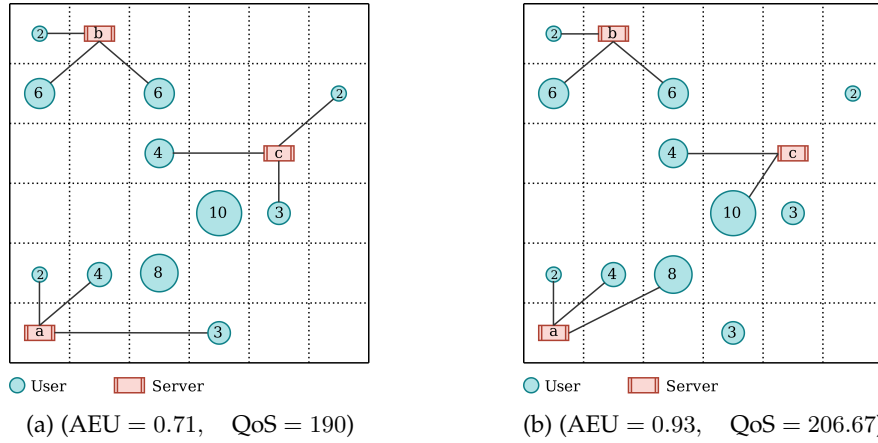 2 b
6 6 2
4 c
10 3
2 4 8
a 3
User Server
(a) (AEU = 0.71, QoS = 190)
2 b
6 6 2
4 c
10 3
2 4 8
a 3
User Server
(b) (AEU = 0.93, QoS = 206.67)